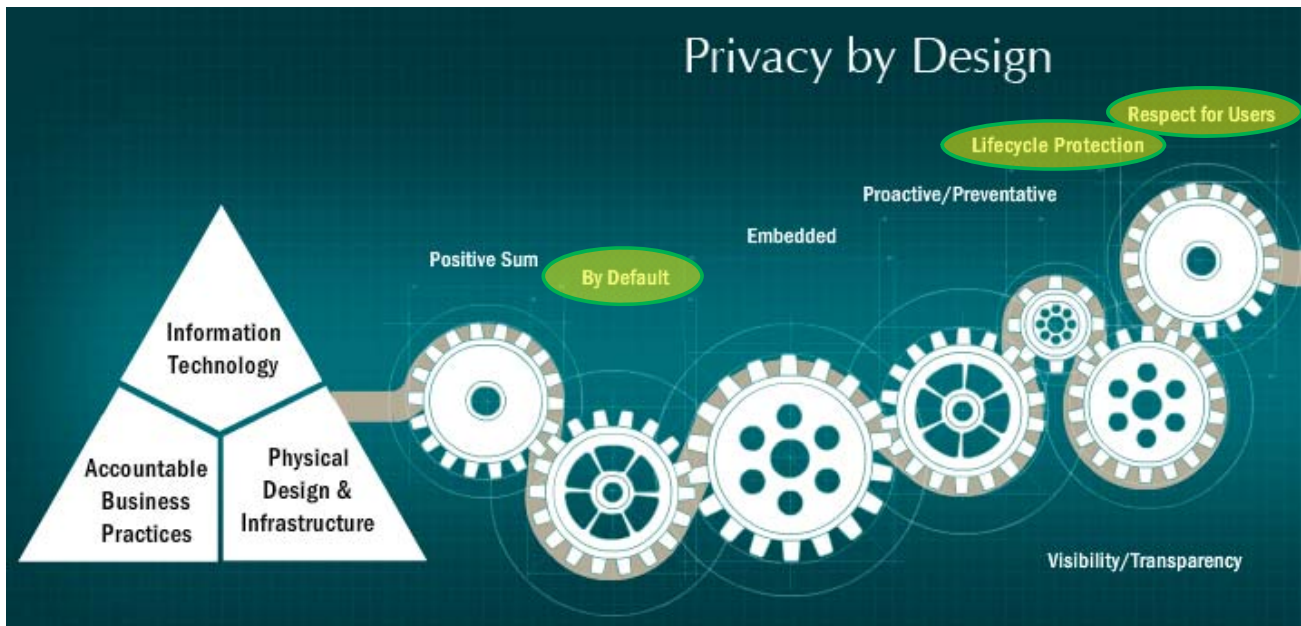 Privacy by Design
Respect for Users
Lifecycle Protection
Proactive/Preventative
Embedded
Positive Sum
By Default
Information
Technology
Accountable
Business
Practices
Physical
Design &
Infrastructure
Visibility/Transparency